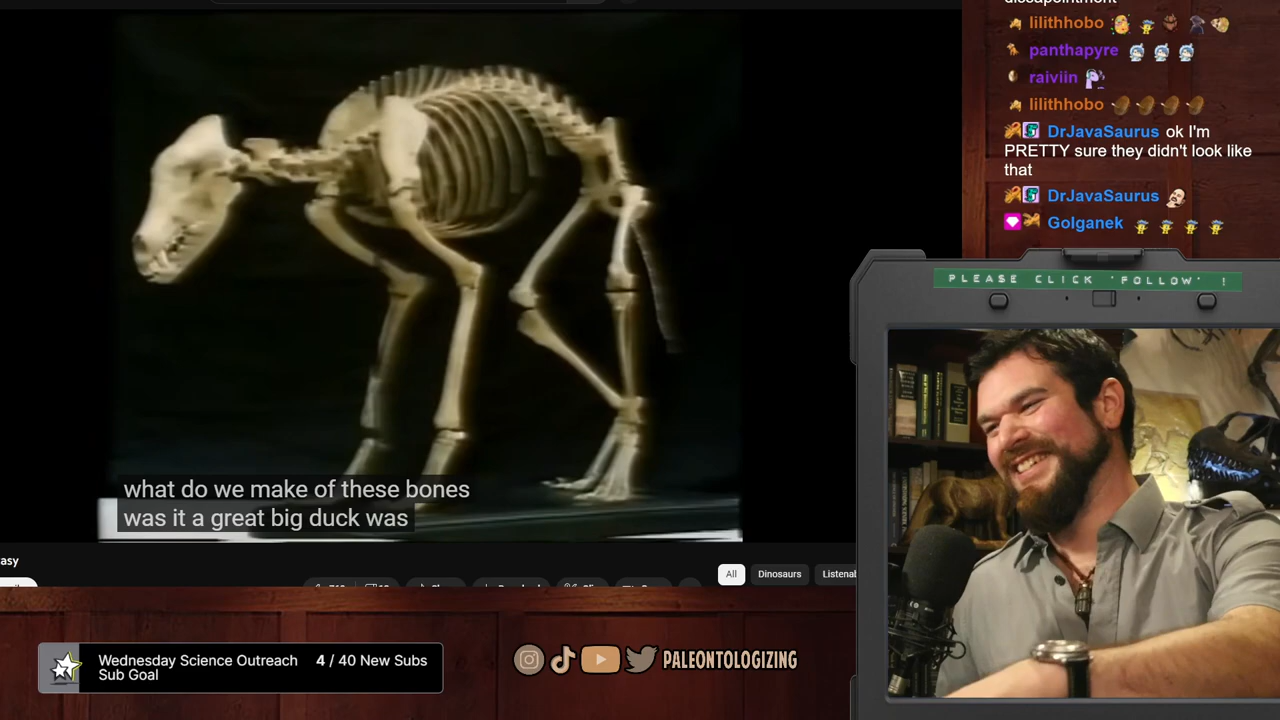 lilithhobo
panthapyre
raiviin
lilithhobo
DrJavaSaurus ok I'm
PRETTY sure they didn't look like
that
DrJavaSaurus
Golganek
PLEASE CLICK 'FOLLOW' !
what do we make of these bones
was it a great big duck was
asy
All
Dinosaurs
Listenal
Wednesday Science Outreach 4 / 40 New Subs
Sub Goal
PALEONTOLOGIZING